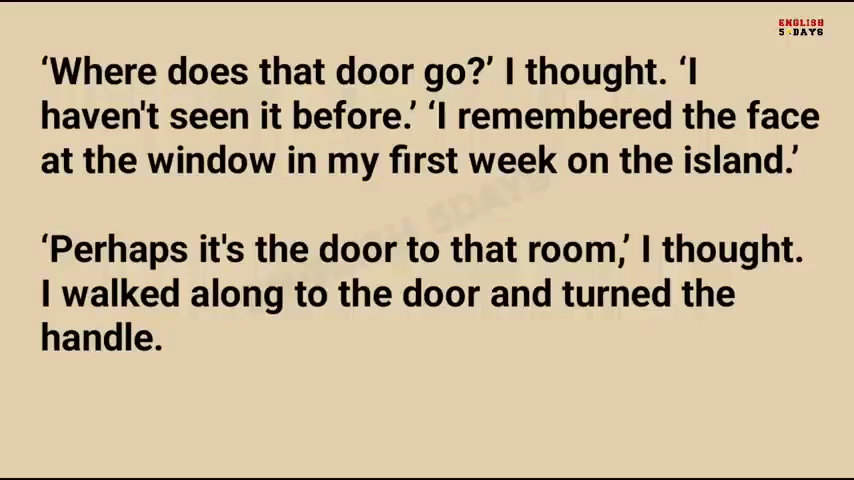 ENGLISH
5 DAYS
‘Where does that door go?’ I thought. ‘I
haven't seen it before.’ ‘I remembered the face
at the window in my first week on the island.’
‘Perhaps it's the door to that room,’ I thought.
I walked along to the door and turned the
handle.